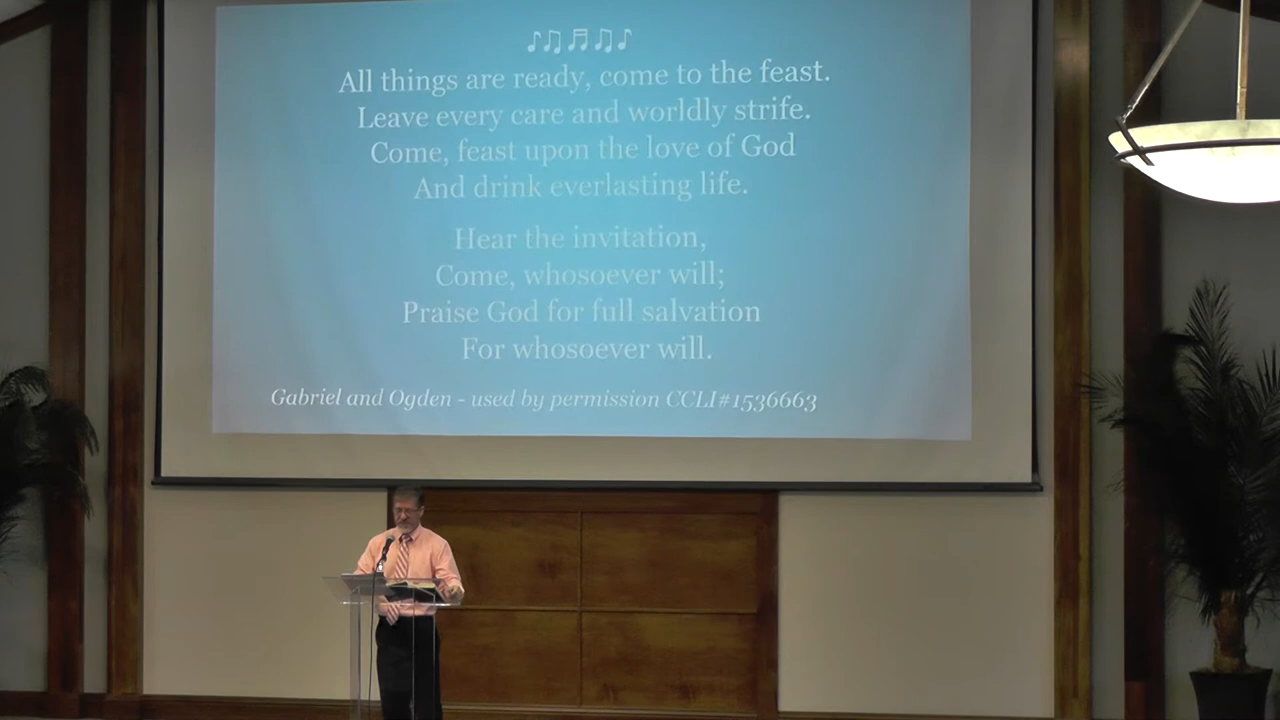 All things are ready, come to the feast.
Leave every care and worldly strife.
Come, feast upon the love of God
And drink everlasting life.
Hear the invitation,
Come, whosoever will;
Praise God for full salvation
For whosoever will.
Gabriel and Ogden - used by permission CCLI#1536663